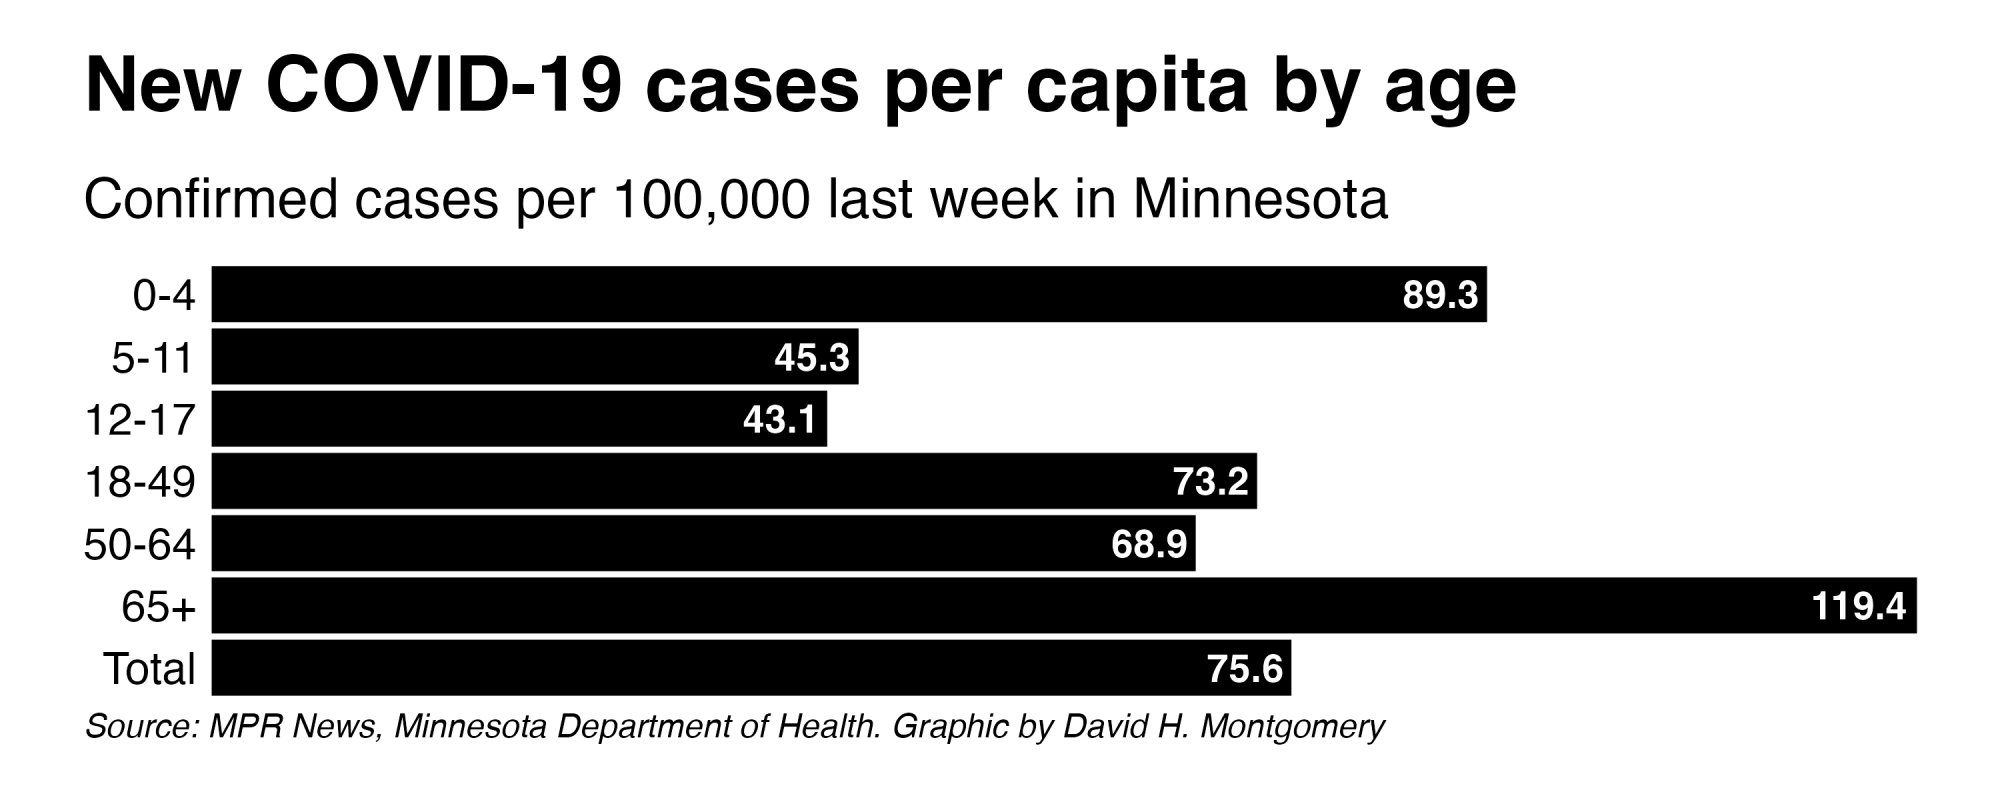 New COVID-19 cases per capita by age
Confirmed cases per 100,000 last week in Minnesota
0-4 89.3
5-11 45.3
12-17 43.1
18-49 73.2
50-64 68.9
65+ 119.4
Total 75.6
Source: MPR News, Minnesota Department of Health. Graphic by David H. Montgomery